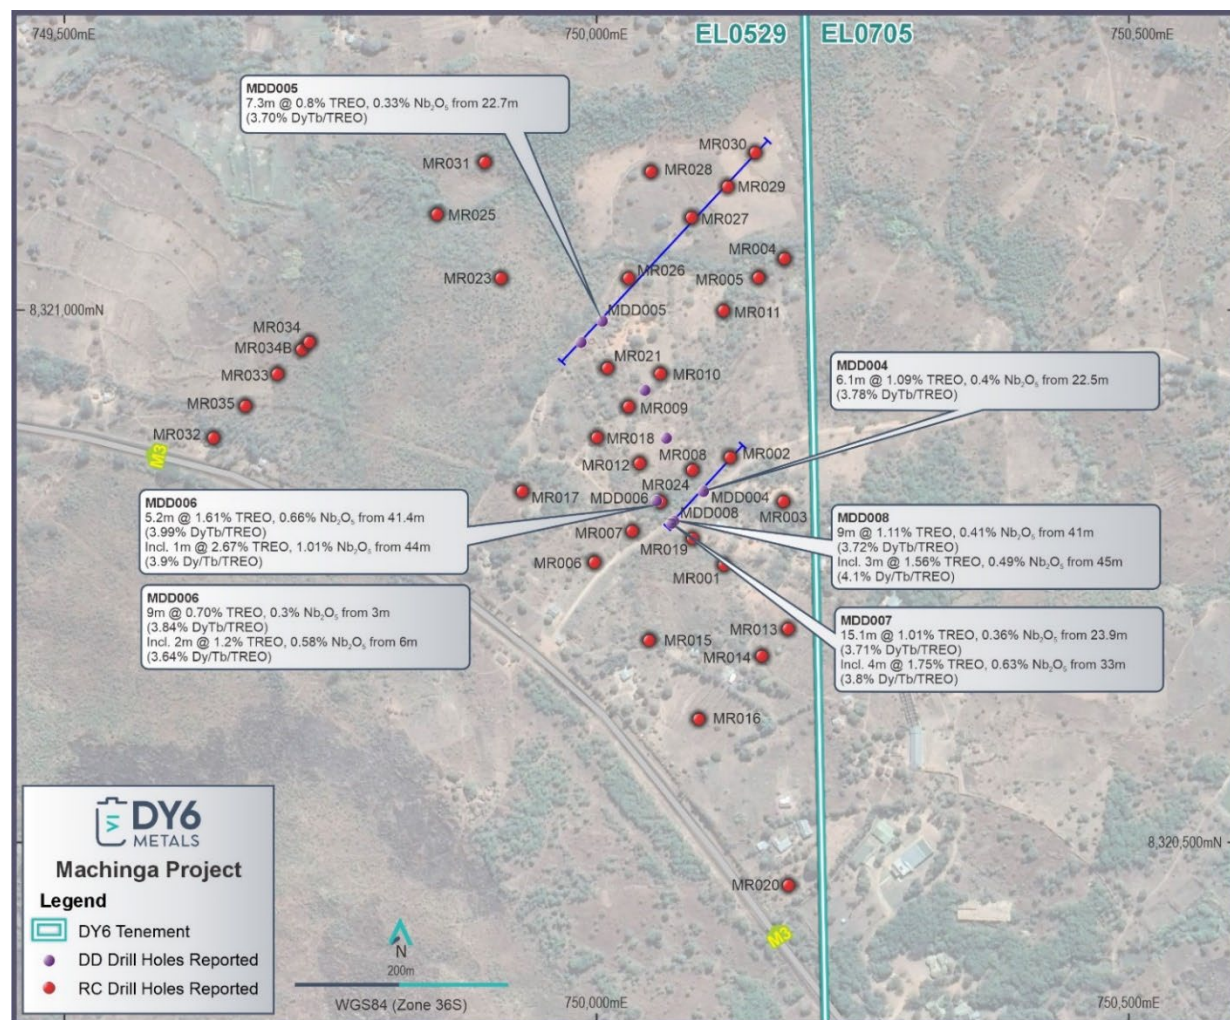 749,500mE
750,000mE
EL0529
EL0705
750,500mE
MDD005
7.3m @ 0.8% TREO, 0.33% Nb₂O₅ from 22.7m
(3.70% DyTb/TREO)
MR030
MR031
MR028
MR029
MR025
MR027
MR004
MR023
MR026
MR005
8,321,000mN
MDD005
MR011
MR034
MR034B
MR021
MR033
MR010
MDD004
6.1m @ 1.09% TREO, 0.4% Nb₂O₅ from 22.5m
(3.78% DyTb/TREO)
MR035
MR009
MR032
M3
MR018
MR008
MR002
MR012
MR024
MR017
MDD006
MDD004
MR003
MDD006
5.2m @ 1.61% TREO, 0.66% Nb₂O₅ from 41.4m
(3.99% DyTb/TREO)
Incl. 1m @ 2.67% TREO, 1.01% Nb₂O₅ from 44m
(3.9% Dy/Tb/TREO)
MDD008
MR007
MR019
MR006
MR001
MDD008
9m @ 1.11% TREO, 0.41% Nb₂O₅ from 41m
(3.72% DyTb/TREO)
Incl. 3m @ 1.56% TREO, 0.49% Nb₂O₅ from 45m
(4.1% Dy/Tb/TREO)
MDD006
9m @ 0.70% TREO, 0.3% Nb₂O₅ from 3m
(3.84% DyTb/TREO)
Incl. 2m @ 1.2% TREO, 0.58% Nb₂O₅ from 6m
(3.64% Dy/Tb/TREO)
MDD007
15.1m @ 1.01% TREO, 0.36% Nb₂O₅ from 23.9m
(3.71% DyTb/TREO)
Incl. 4m @ 1.75% TREO, 0.63% Nb₂O₅ from 33m
(3.8% Dy/Tb/TREO)
MR013
MR015
MR014
MR016
8,320,500mN
MR020
M3
DY6
METALS
Machinga Project
Legend
DY6 Tenement
DD Drill Holes Reported
RC Drill Holes Reported
N
200m
WGS84 (Zone 36S)
750,000mE
750,500mE